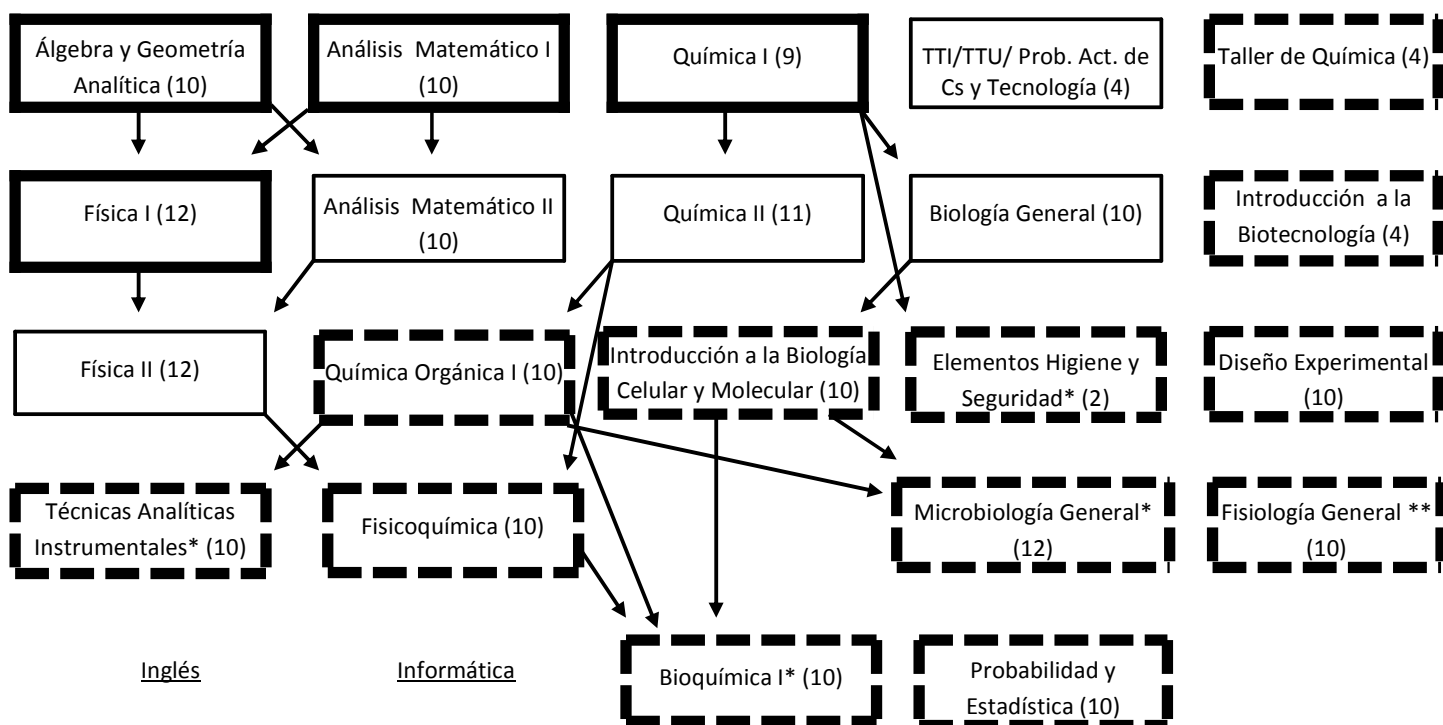 Álgebra y Geometría
Analítica (10)
Análisis Matemático I
(10)
Química I (9)
TTI/TTU/ Prob. Act. de
Cs y Tecnología (4)
Taller de Química (4)
Física I (12)
Análisis Matemático II
(10)
Química II (11)
Biología General (10)
Introducción a la
Biotecnología (4)
Física II (12)
Química Orgánica I (10)
Introducción a la Biología
Celular y Molecular (10)
Elementos Higiene y
Seguridad* (2)
Diseño Experimental
(10)
Técnicas Analíticas
Instrumentales* (10)
Fisicoquímica (10)
Microbiología General*
(12)
Fisiología General **
(10)
Inglés
Informática
Bioquímica I* (10)
Probabilidad y
Estadística (10)